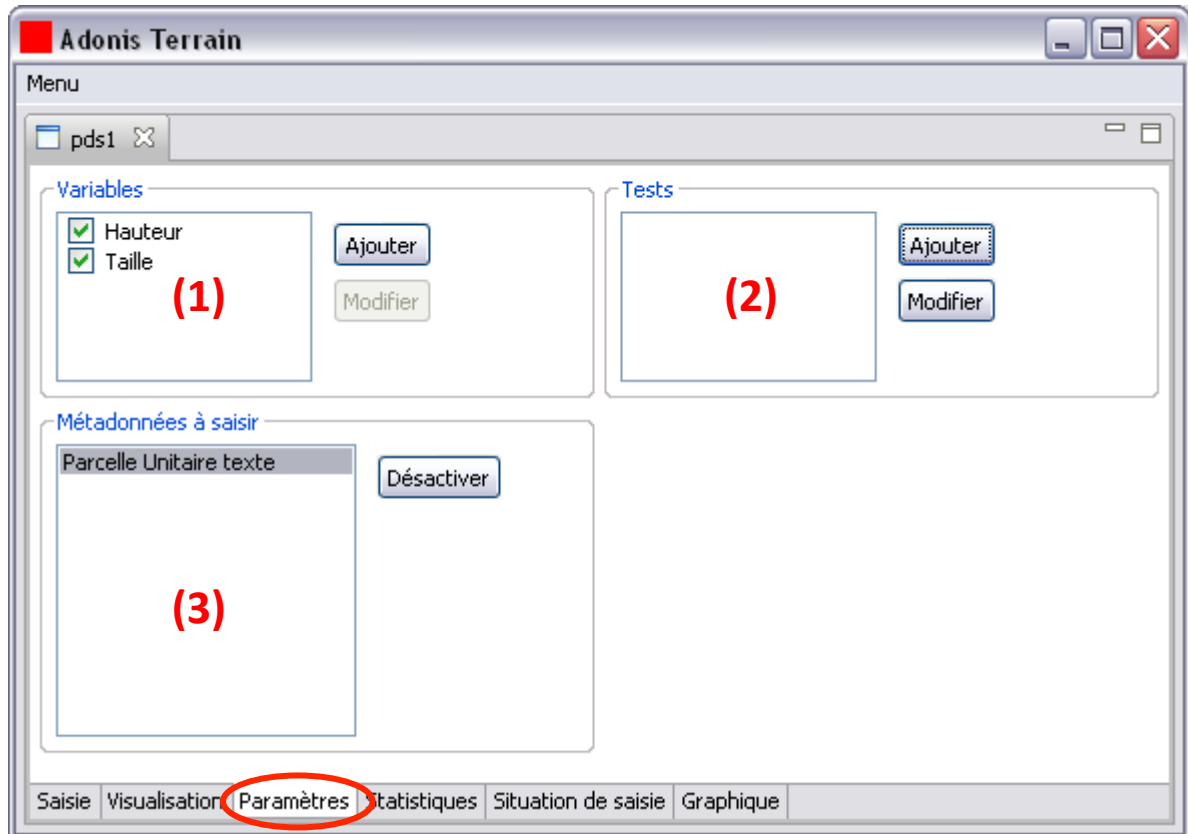 Adonis Terrain
Menu
pds1
Variables
Hauteur
Taille
(1)
Ajouter
Modifier
Tests
(2)
Ajouter
Modifier
Métadonnées à saisir
Parcelle Unitaire texte
(3)
Désactiver
Saisie Visualisation Paramètres Statistiques Situation de saisie Graphique